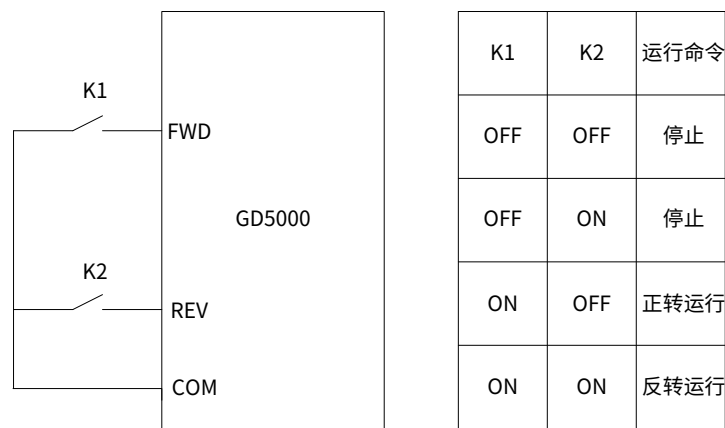 K1
FWD
GD5000
K2
REV
COM
K1 K2 运行命令
OFF OFF 停止
OFF ON 停止
ON OFF 正转运行
ON ON 反转运行